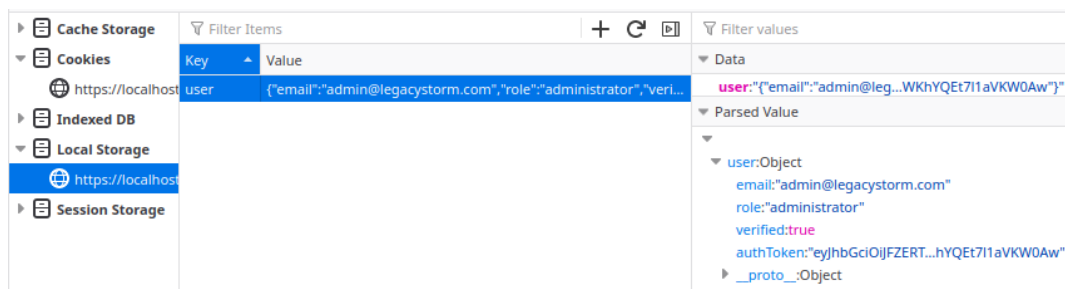 Cache Storage
Cookies
https://localhost
Indexed DB
Local Storage
https://localhost
Session Storage
Filter Items
Key Value
user {"email":"admin@legacystorm.com","role":"administrator","veri...
Filter values
Data
user:"{"email":"admin@leg...WKhYQEt7l1aVKW0Aw"}"
Parsed Value
user:Object
email:"admin@legacystorm.com"
role:"administrator"
verified:true
authToken:"eyJhbGciOiJFZERT...hYQEt7l1aVKW0Aw"
__proto__:Object